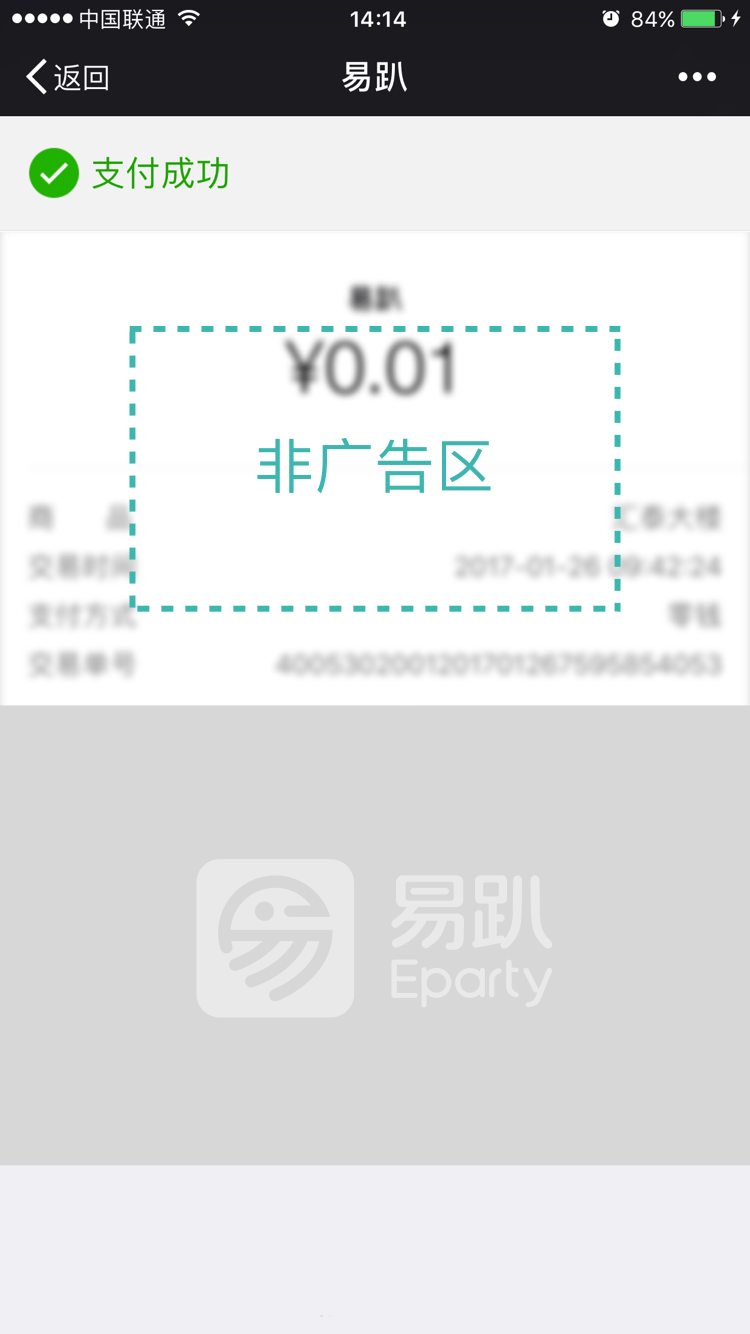 中国联通 14:14 84%
返回 易趴
支付成功
易趴
¥0.01
非广告区
商 品 汇泰大楼
交易时间 2017-01-26 09:42:24
支付方式 零钱
交易单号 4005302001201701267595854053
易趴
Eparty